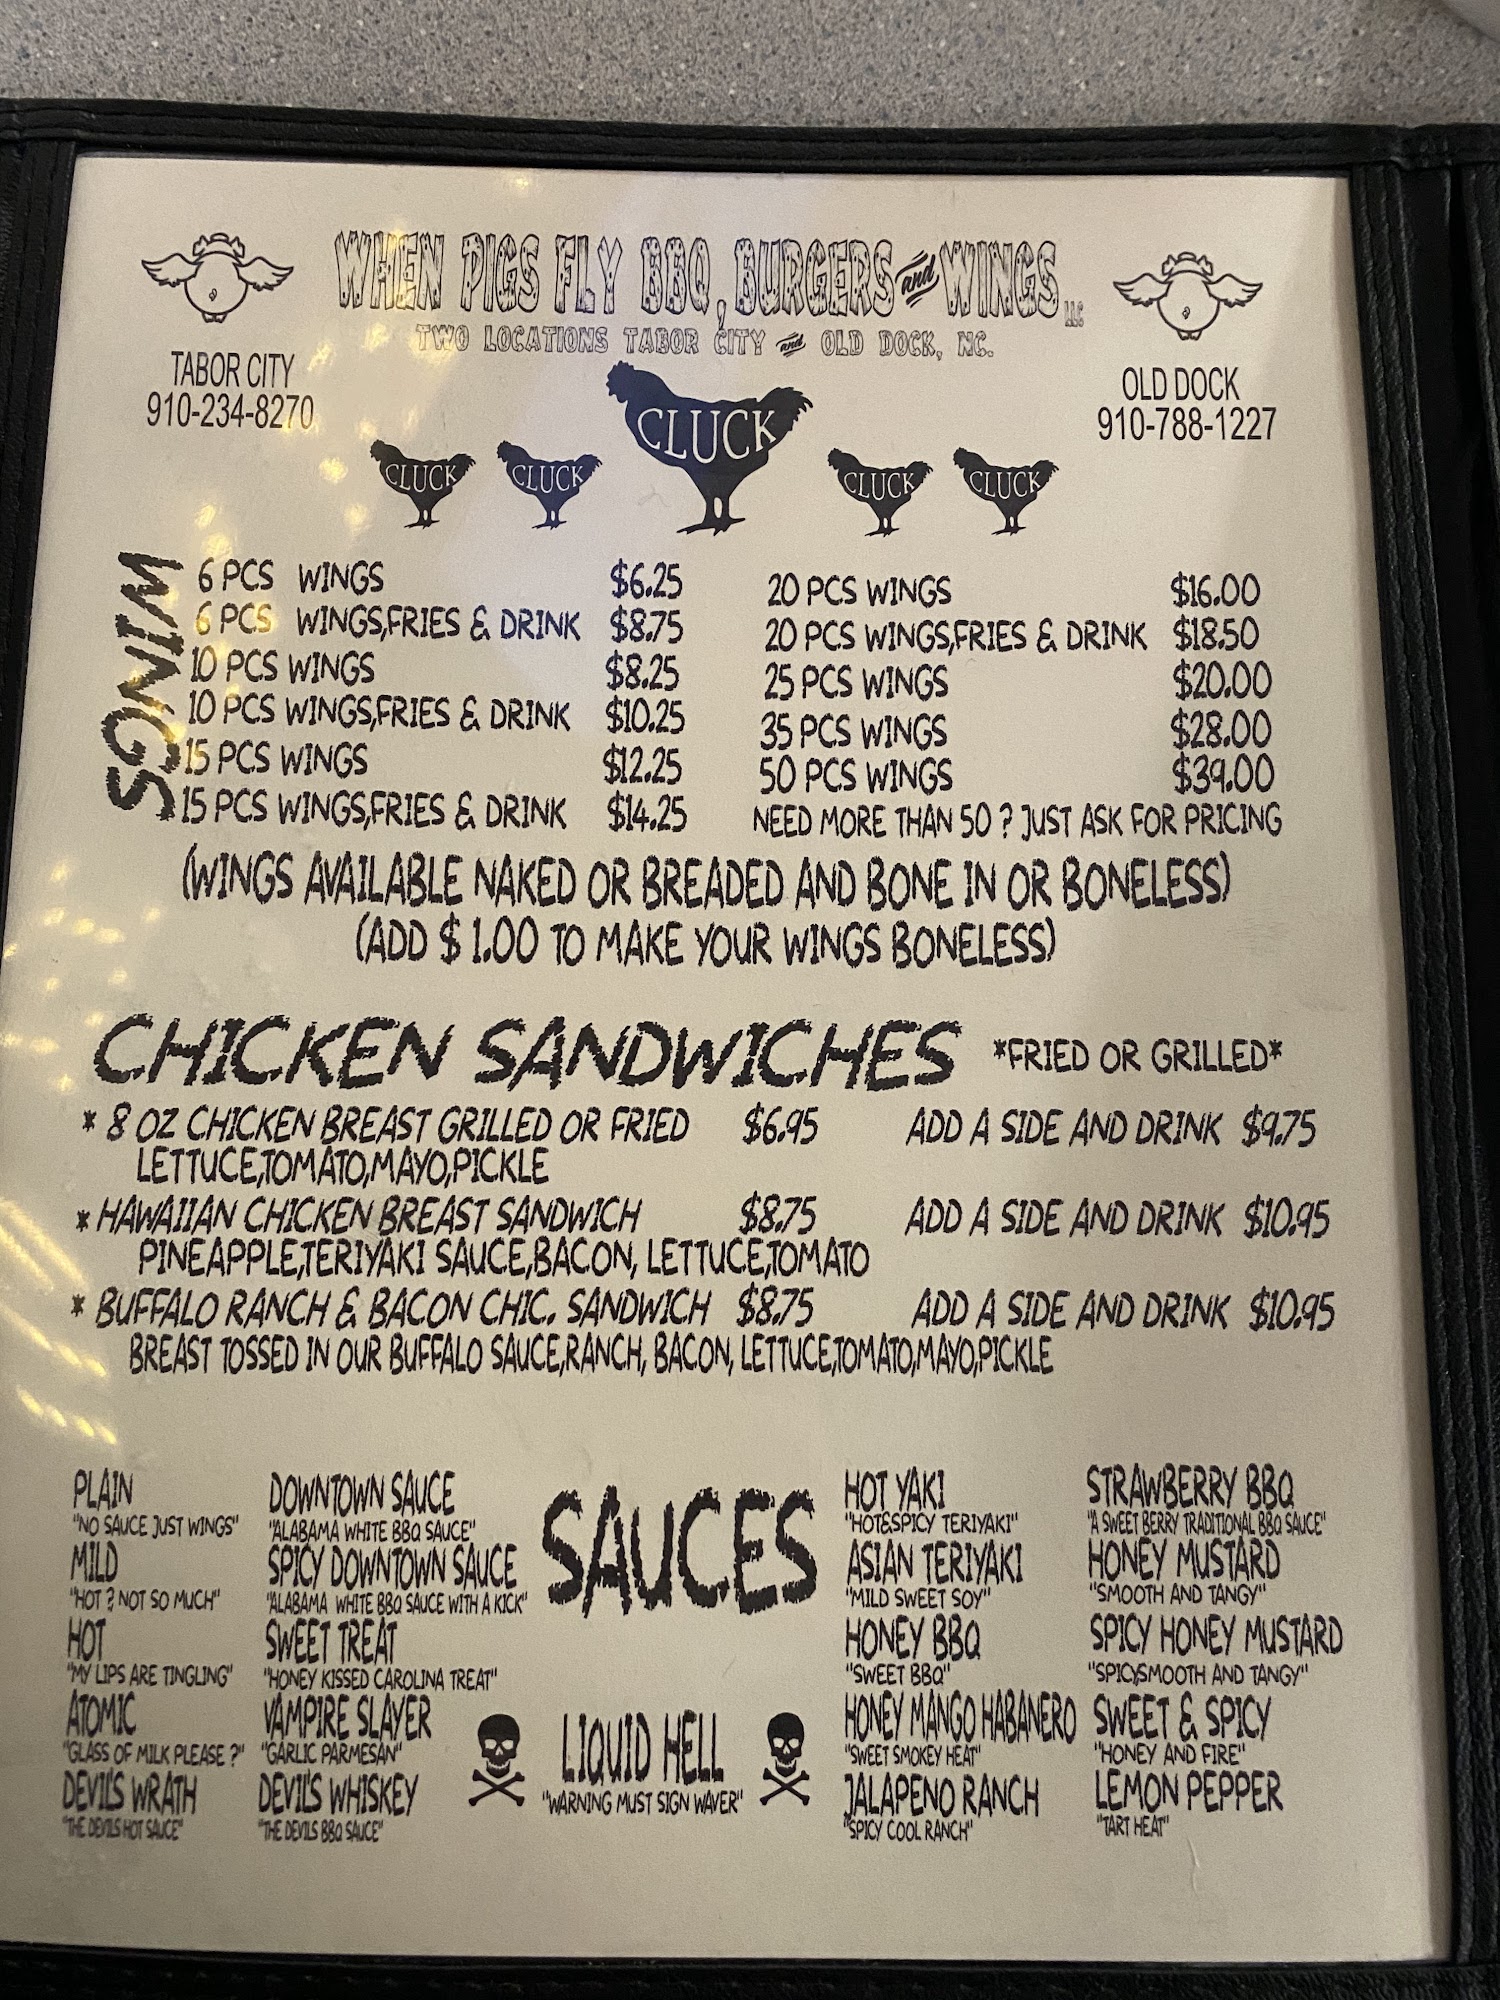 WHEN PIGS FLY BBQ, BURGERS and WINGS LLC
TWO LOCATIONS TABOR CITY and OLD DOCK, NC.
TABOR CITY
910-234-8270
OLD DOCK
910-788-1227
CLUCK
CLUCK
CLUCK
CLUCK
CLUCK
WINGS
6 PCS WINGS $6.25
6 PCS WINGS,FRIES & DRINK $8.75
10 PCS WINGS $8.25
10 PCS WINGS,FRIES & DRINK $10.25
15 PCS WINGS $12.25
15 PCS WINGS,FRIES & DRINK $14.25
20 PCS WINGS $16.00
20 PCS WINGS,FRIES & DRINK $18.50
25 PCS WINGS $20.00
35 PCS WINGS $28.00
50 PCS WINGS $39.00
NEED MORE THAN 50 ? JUST ASK FOR PRICING
(WINGS AVAILABLE NAKED OR BREADED AND BONE IN OR BONELESS)
(ADD $ 1.00 TO MAKE YOUR WINGS BONELESS)
CHICKEN SANDWICHES *FRIED OR GRILLED*
* 8 OZ CHICKEN BREAST GRILLED OR FRIED $6.95 ADD A SIDE AND DRINK $9.75
LETTUCE,TOMATO,MAYO,PICKLE
* HAWAIIAN CHICKEN BREAST SANDWICH $8.75 ADD A SIDE AND DRINK $10.95
PINEAPPLE,TERIYAKI SAUCE,BACON, LETTUCE,TOMATO
* BUFFALO RANCH & BACON CHIC. SANDWICH $8.75 ADD A SIDE AND DRINK $10.95
BREAST TOSSED IN OUR BUFFALO SAUCE,RANCH, BACON, LETTUCE,TOMATO,MAYO,PICKLE
PLAIN
"NO SAUCE JUST WINGS"
MILD
"HOT ? NOT SO MUCH"
HOT
"MY LIPS ARE TINGLING"
ATOMIC
"GLASS OF MILK PLEASE ?"
DEVIL'S WRATH
"THE DEVILS HOT SAUCE"
DOWNTOWN SAUCE
"ALABAMA WHITE BBQ SAUCE"
SPICY DOWNTOWN SAUCE
"ALABAMA WHITE BBQ SAUCE WITH A KICK"
SWEET TREAT
"HONEY KISSED CAROLINA TREAT"
VAMPIRE SLAYER
"GARLIC PARMESAN"
DEVIL'S WHISKEY
"THE DEVILS BBQ SAUCE"
SAUCES
LIQUID HELL
"WARNING MUST SIGN WAVER"
HOT YAKI
"HOT&SPICY TERIYAKI"
ASIAN TERIYAKI
"MILD SWEET SOY"
HONEY BBQ
"SWEET BBQ"
HONEY MANGO HABANERO
"SWEET SMOKEY HEAT"
JALAPENO RANCH
"SPICY COOL RANCH"
STRAWBERRY BBQ
"A SWEET BERRY TRADITIONAL BBQ SAUCE"
HONEY MUSTARD
"SMOOTH AND TANGY"
SPICY HONEY MUSTARD
"SPICY,SMOOTH AND TANGY"
SWEET & SPICY
"HONEY AND FIRE"
LEMON PEPPER
"TART HEAT"